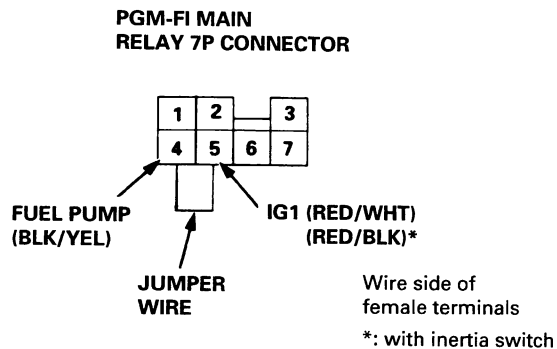 PGM-FI MAIN
RELAY 7P CONNECTOR
1 2 3
4 5 6 7
FUEL PUMP
(BLK/YEL)
IG1 (RED/WHT)
(RED/BLK)*
JUMPER
WIRE
Wire side of
female terminals
*: with inertia switch